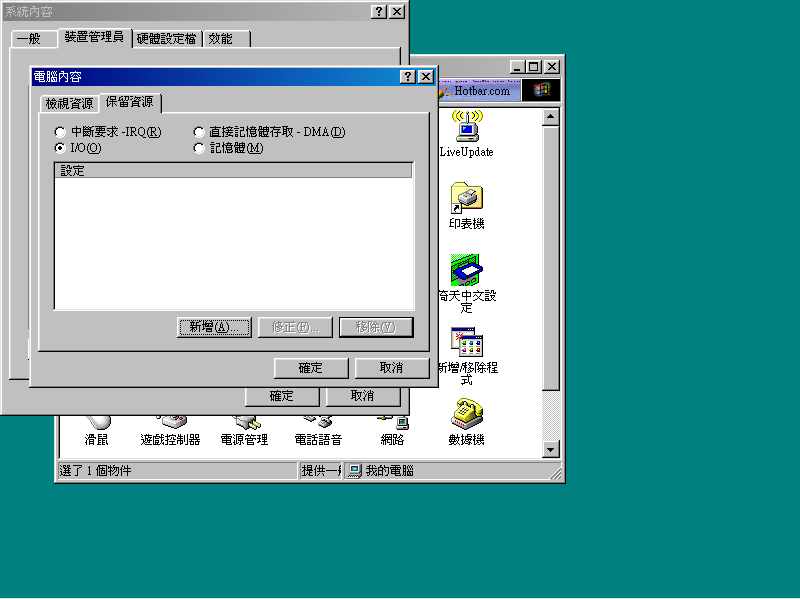 系統內容
一般
裝置管理員
硬體設定檔
效能
電腦內容
檢視資源
保留資源
中斷要求 -IRQ(R)
直接記憶體存取 - DMA(D)
I/O(O)
記憶體(M)
設定
新增(A)...
修正(F)...
移除(V)
確定
取消
確定
取消
Hotbar.com
LiveUpdate
印表機
倚天中文設
定
新增/移除程
式
滑鼠
遊戲控制器
電源管理
電話語音
網路
數據機
選了 1 個物件
提供一
我的電腦